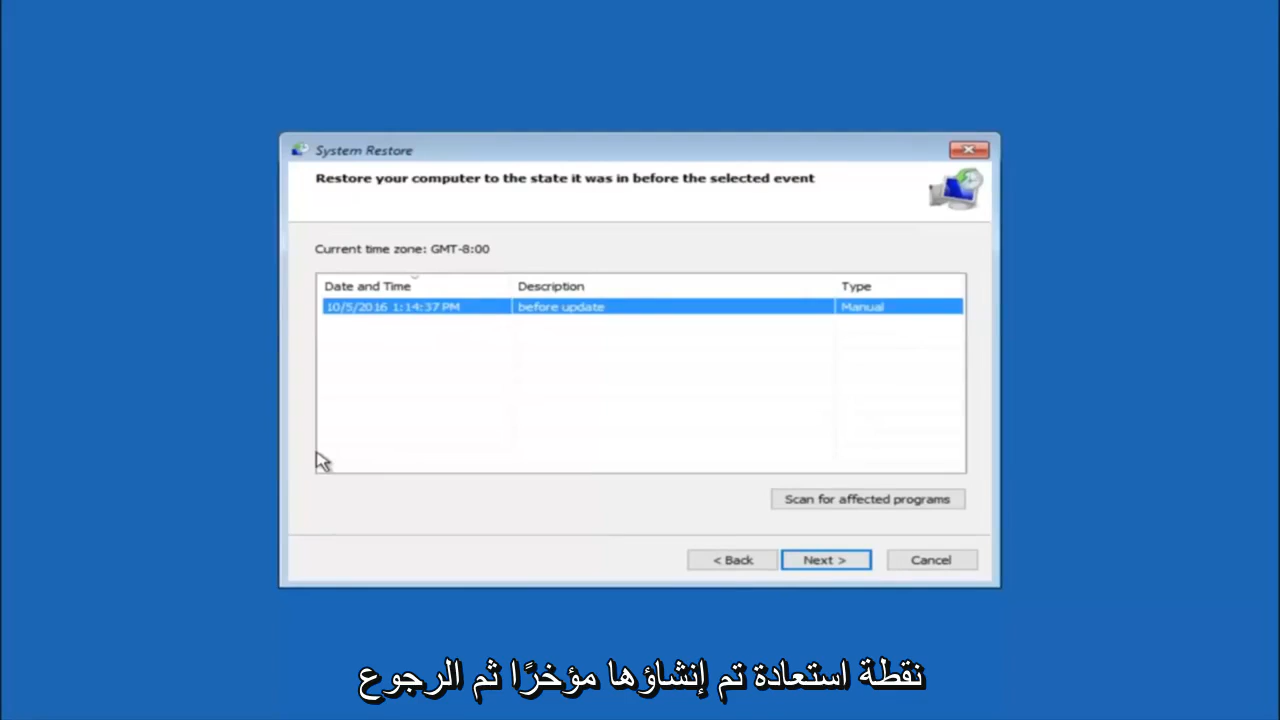 System Restore
Restore your computer to the state it was in before the selected event
Current time zone: GMT-8:00
Date and Time Description Type
10/5/2016 1:14:37 PM before update Manual
Scan for affected programs
< Back Next > Cancel
نقطة استعادة تم إنشاؤها مؤخرًا ثم الرجوع